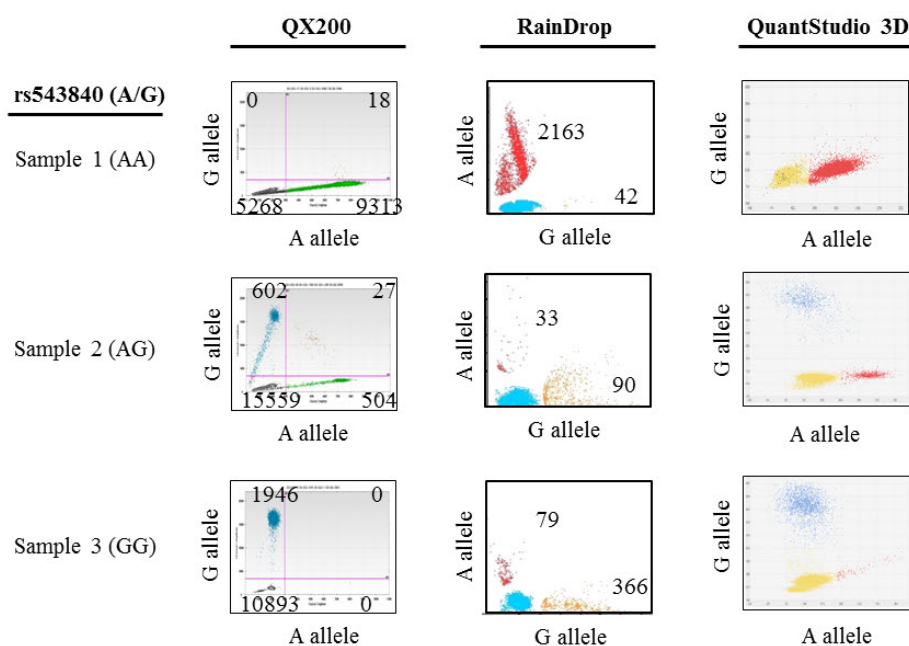 QX200 RainDrop QuantStudio 3D
rs543840 (A/G)
Sample 1 (AA)
G allele
0 18
5268 9313
A allele
A allele
2163
42
G allele
G allele
A allele
Sample 2 (AG)
G allele
602 27
15559 504
A allele
A allele
33
90
G allele
G allele
A allele
Sample 3 (GG)
G allele
1946 0
10893 0
A allele
A allele
79
366
G allele
G allele
A allele